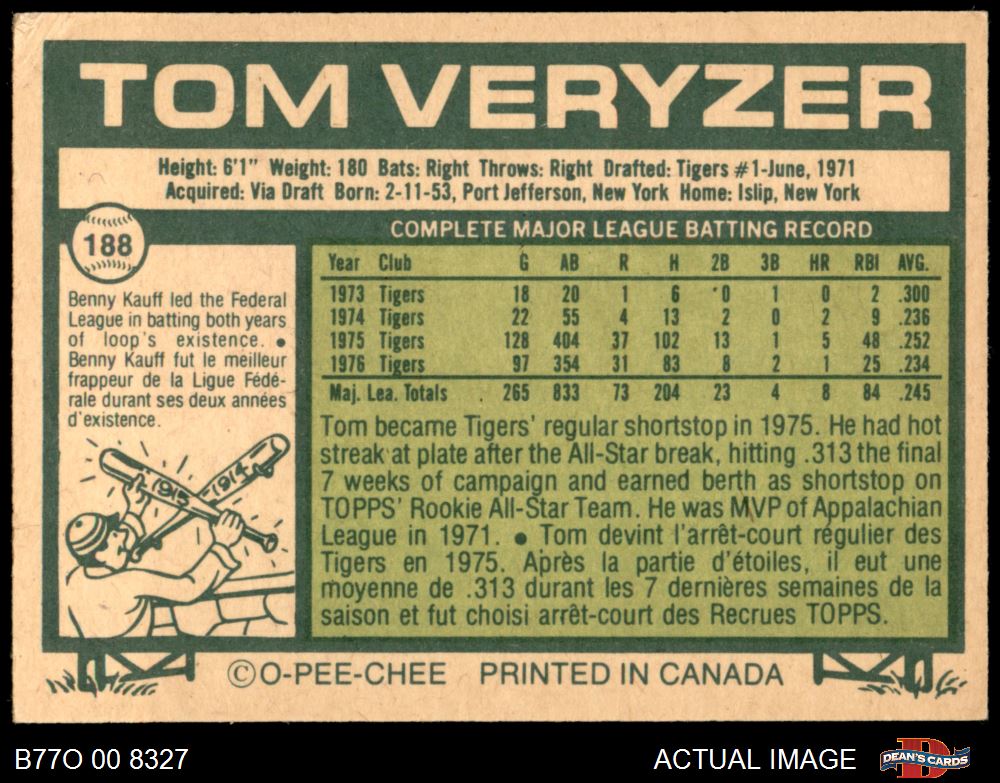 TOM VERYZER
Height: 6'1" Weight: 180 Bats: Right Throws: Right Drafted: Tigers #1-June, 1971
Acquired: Via Draft Born: 2-11-53, Port Jefferson, New York Home: Islip, New York
188
Benny Kauff led the Federal
League in batting both years
of loop's existence. ●
Benny Kauff fut le meilleur
frappeur de la Ligue Fédé-
rale durant ses deux années
d'existence.
1915 1914
COMPLETE MAJOR LEAGUE BATTING RECORD
Year Club G AB R H 2B 3B HR RBI AVG.
1973 Tigers 18 20 1 6 0 1 0 2 .300
1974 Tigers 22 55 4 13 2 0 2 9 .236
1975 Tigers 128 404 37 102 13 1 5 48 .252
1976 Tigers 97 354 31 83 8 2 1 25 .234
Maj. Lea. Totals 265 833 73 204 23 4 8 84 .245
Tom became Tigers' regular shortstop in 1975. He had hot
streak at plate after the All-Star break, hitting .313 the final
7 weeks of campaign and earned berth as shortstop on
TOPPS' Rookie All-Star Team. He was MVP of Appalachian
League in 1971. ● Tom devint l'arrêt-court régulier des
Tigers en 1975. Après la partie d'étoiles, il eut une
moyenne de .313 durant les 7 dernières semaines de la
saison et fut choisi arrêt-court des Recrues TOPPS.
©O-PEE-CHEE PRINTED IN CANADA
B77O 00 8327
ACTUAL IMAGE
DEAN'S CARDS